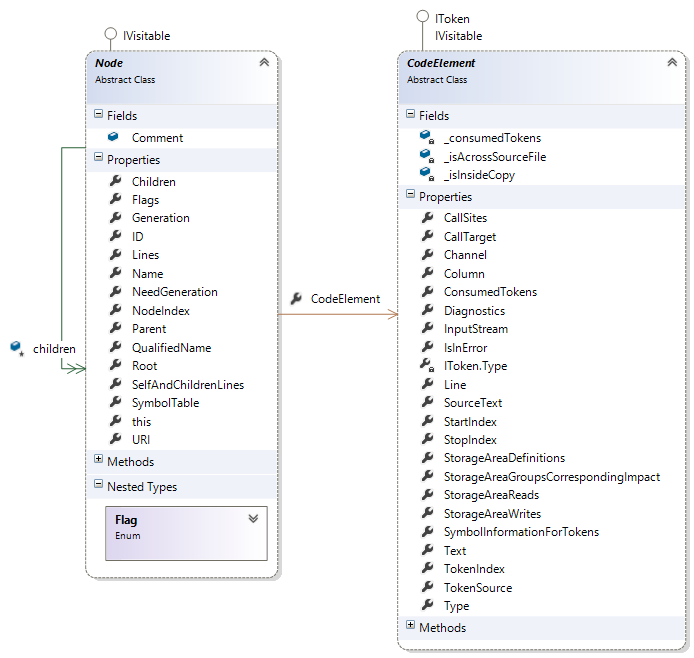 IVisitable
Node
Abstract Class
Fields
Comment
Properties
Children
Flags
Generation
ID
Lines
Name
NeedGeneration
NodeIndex
Parent
QualifiedName
Root
SelfAndChildrenLines
SymbolTable
this
URI
Methods
Nested Types
Flag
Enum
children
CodeElement
IToken
IVisitable
CodeElement
Abstract Class
Fields
_consumedTokens
_isAcrossSourceFile
_isInsideCopy
Properties
CallSites
CallTarget
Channel
Column
ConsumedTokens
Diagnostics
InputStream
IsInError
IToken.Type
Line
SourceText
StartIndex
StopIndex
StorageAreaDefinitions
StorageAreaGroupsCorrespondingImpact
StorageAreaReads
StorageAreaWrites
SymbolInformationForTokens
Text
TokenIndex
TokenSource
Type
Methods